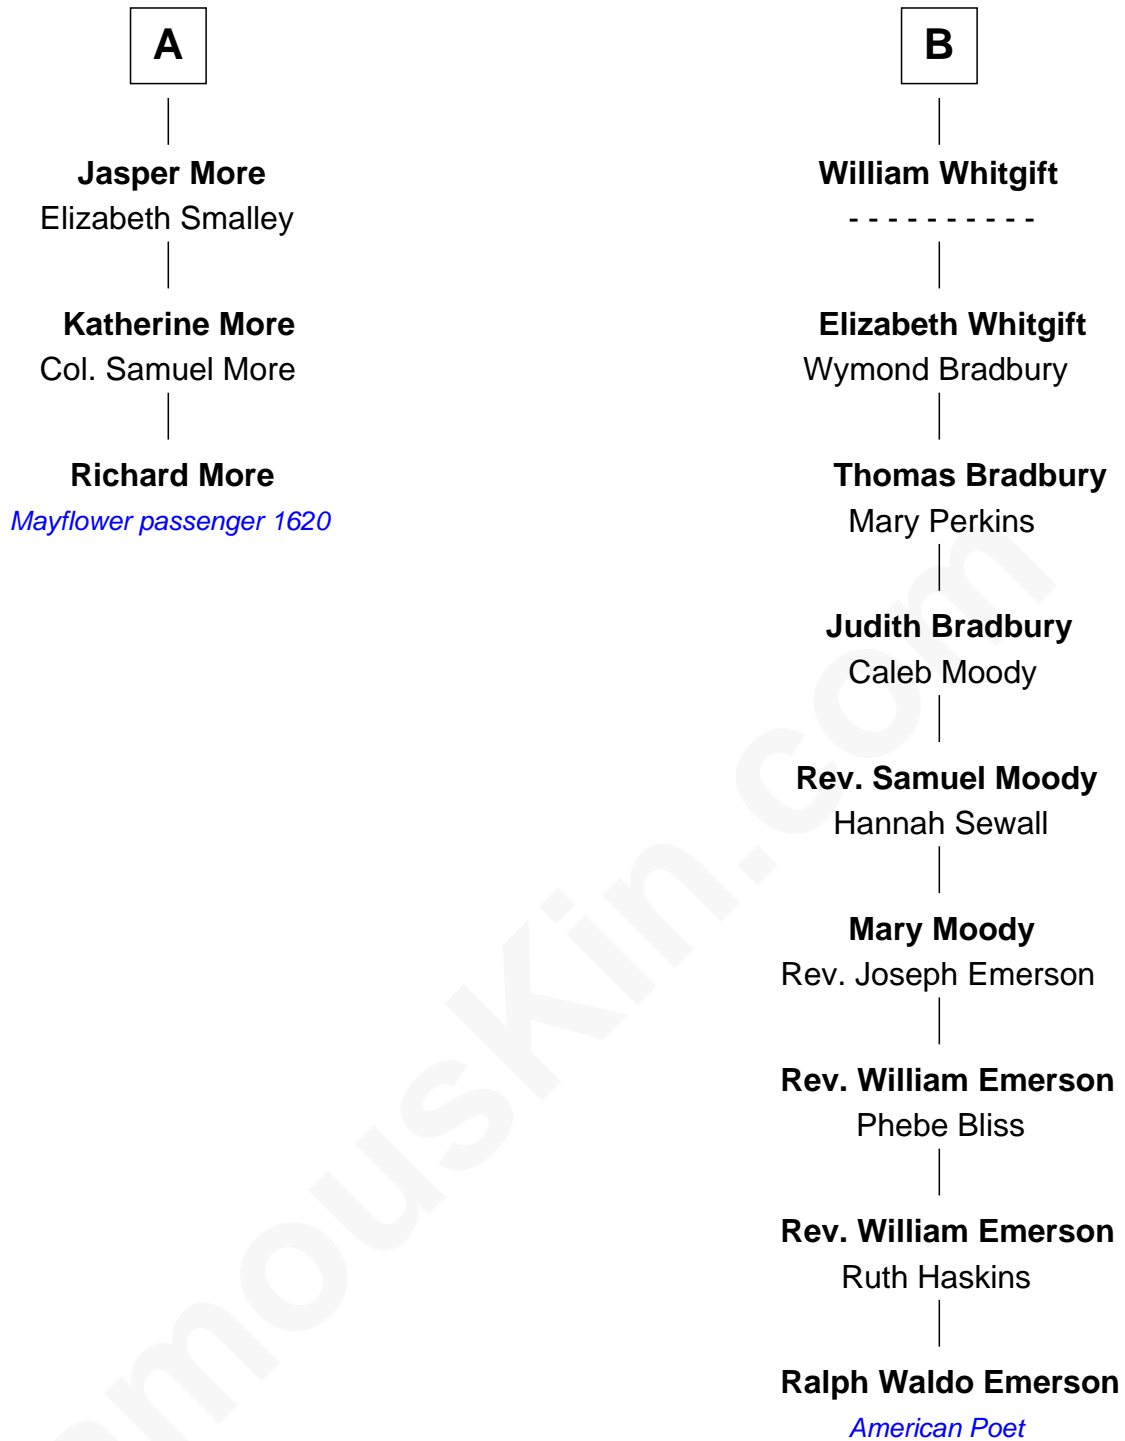 A
Jasper More
Elizabeth Smalley
Katherine More
Col. Samuel More
Richard More
Mayflower passenger 1620
B
William Whitgift
- - - - - - - - - -
Elizabeth Whitgift
Wymond Bradbury
Thomas Bradbury
Mary Perkins
Judith Bradbury
Caleb Moody
Rev. Samuel Moody
Hannah Sewall
Mary Moody
Rev. Joseph Emerson
Rev. William Emerson
Phebe Bliss
Rev. William Emerson
Ruth Haskins
Ralph Waldo Emerson
American Poet
amouskin.com